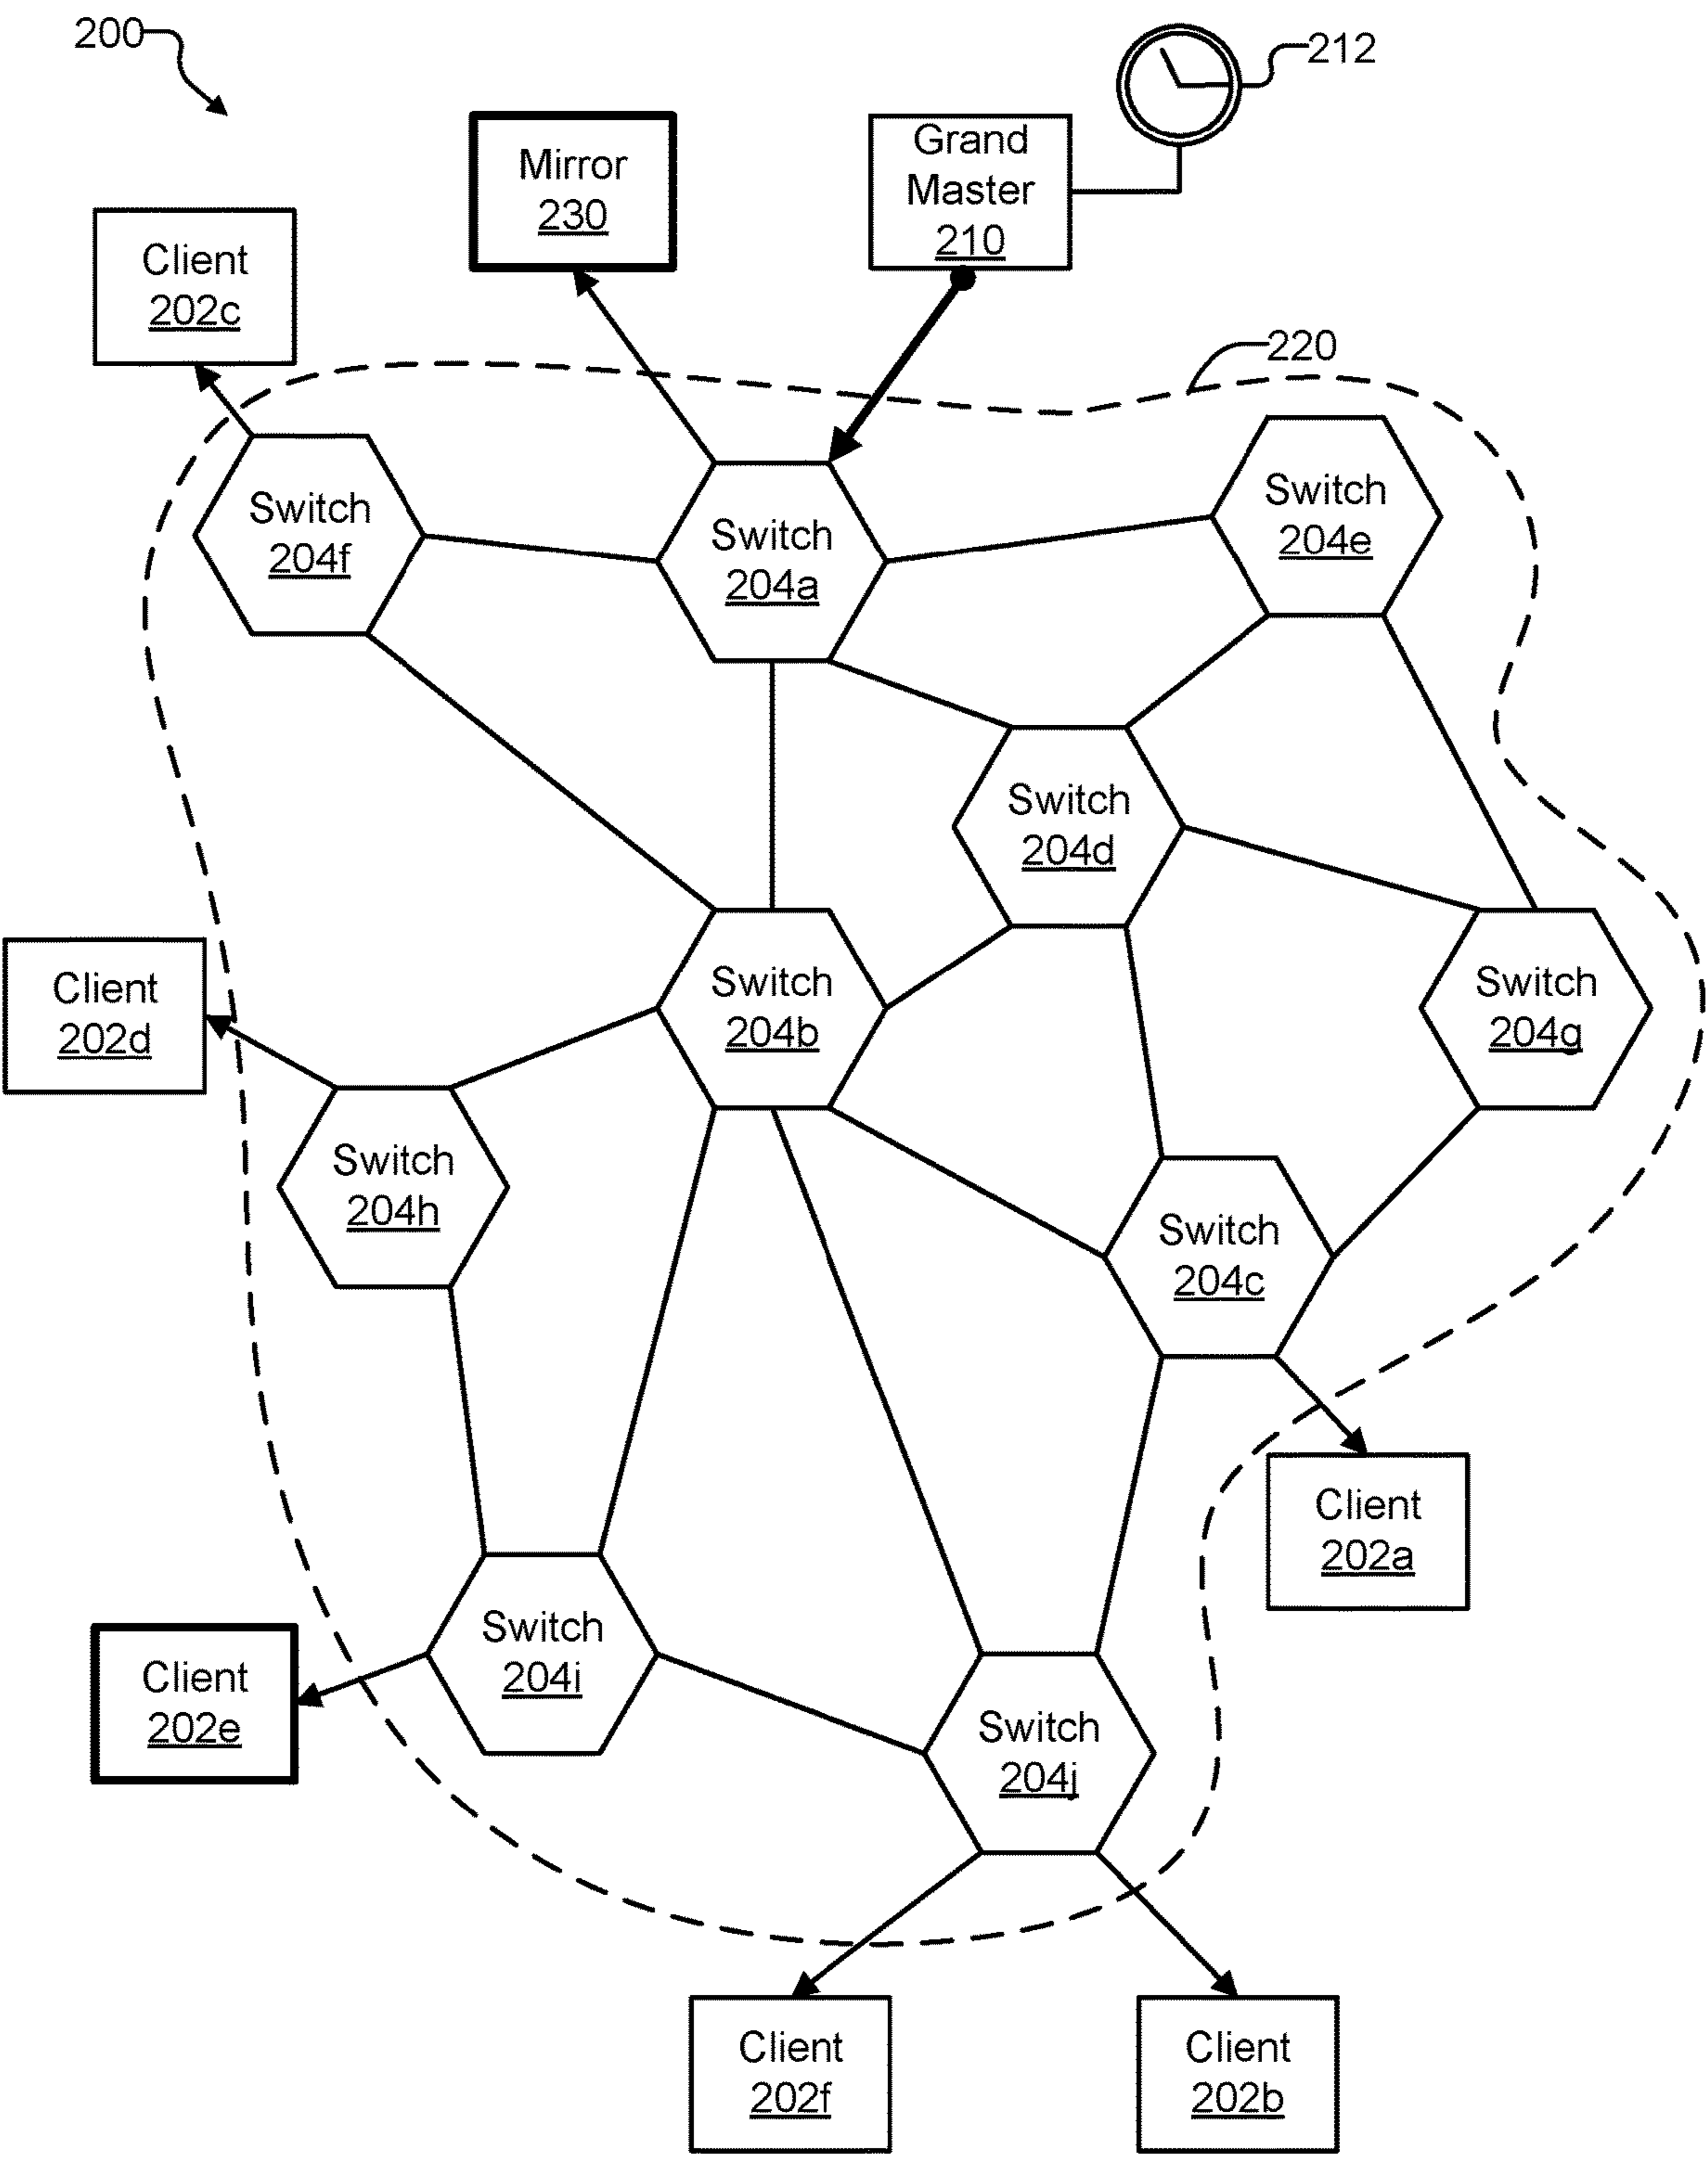 200
212
Grand
Master
210
Mirror
230
Client
202c
220
Switch
204f
Switch
204a
Switch
204e
Switch
204d
Client
202d
Switch
204b
Switch
204g
Switch
204h
Switch
204c
Client
202a
Client
202e
Switch
204i
Switch
204j
Client
202f
Client
202b